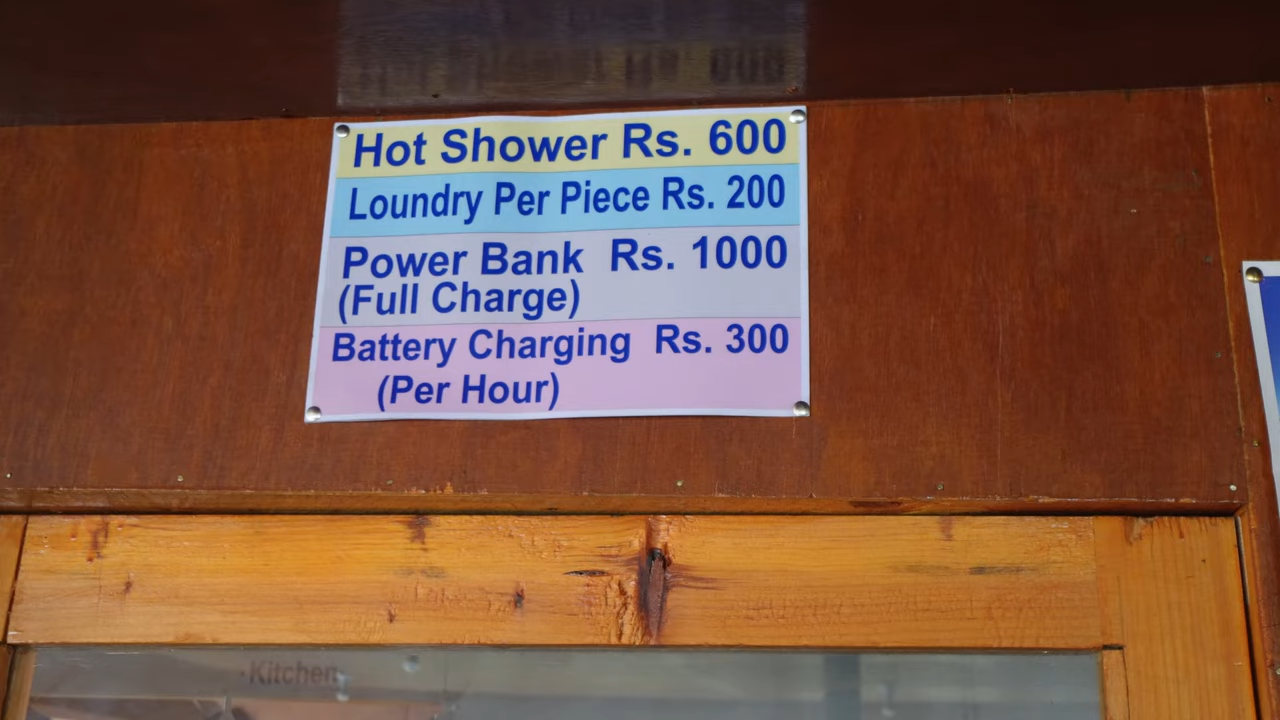 Hot Shower Rs. 600
Loundry Per Piece Rs. 200
Power Bank Rs. 1000
(Full Charge)
Battery Charging Rs. 300
(Per Hour)
Kitchen